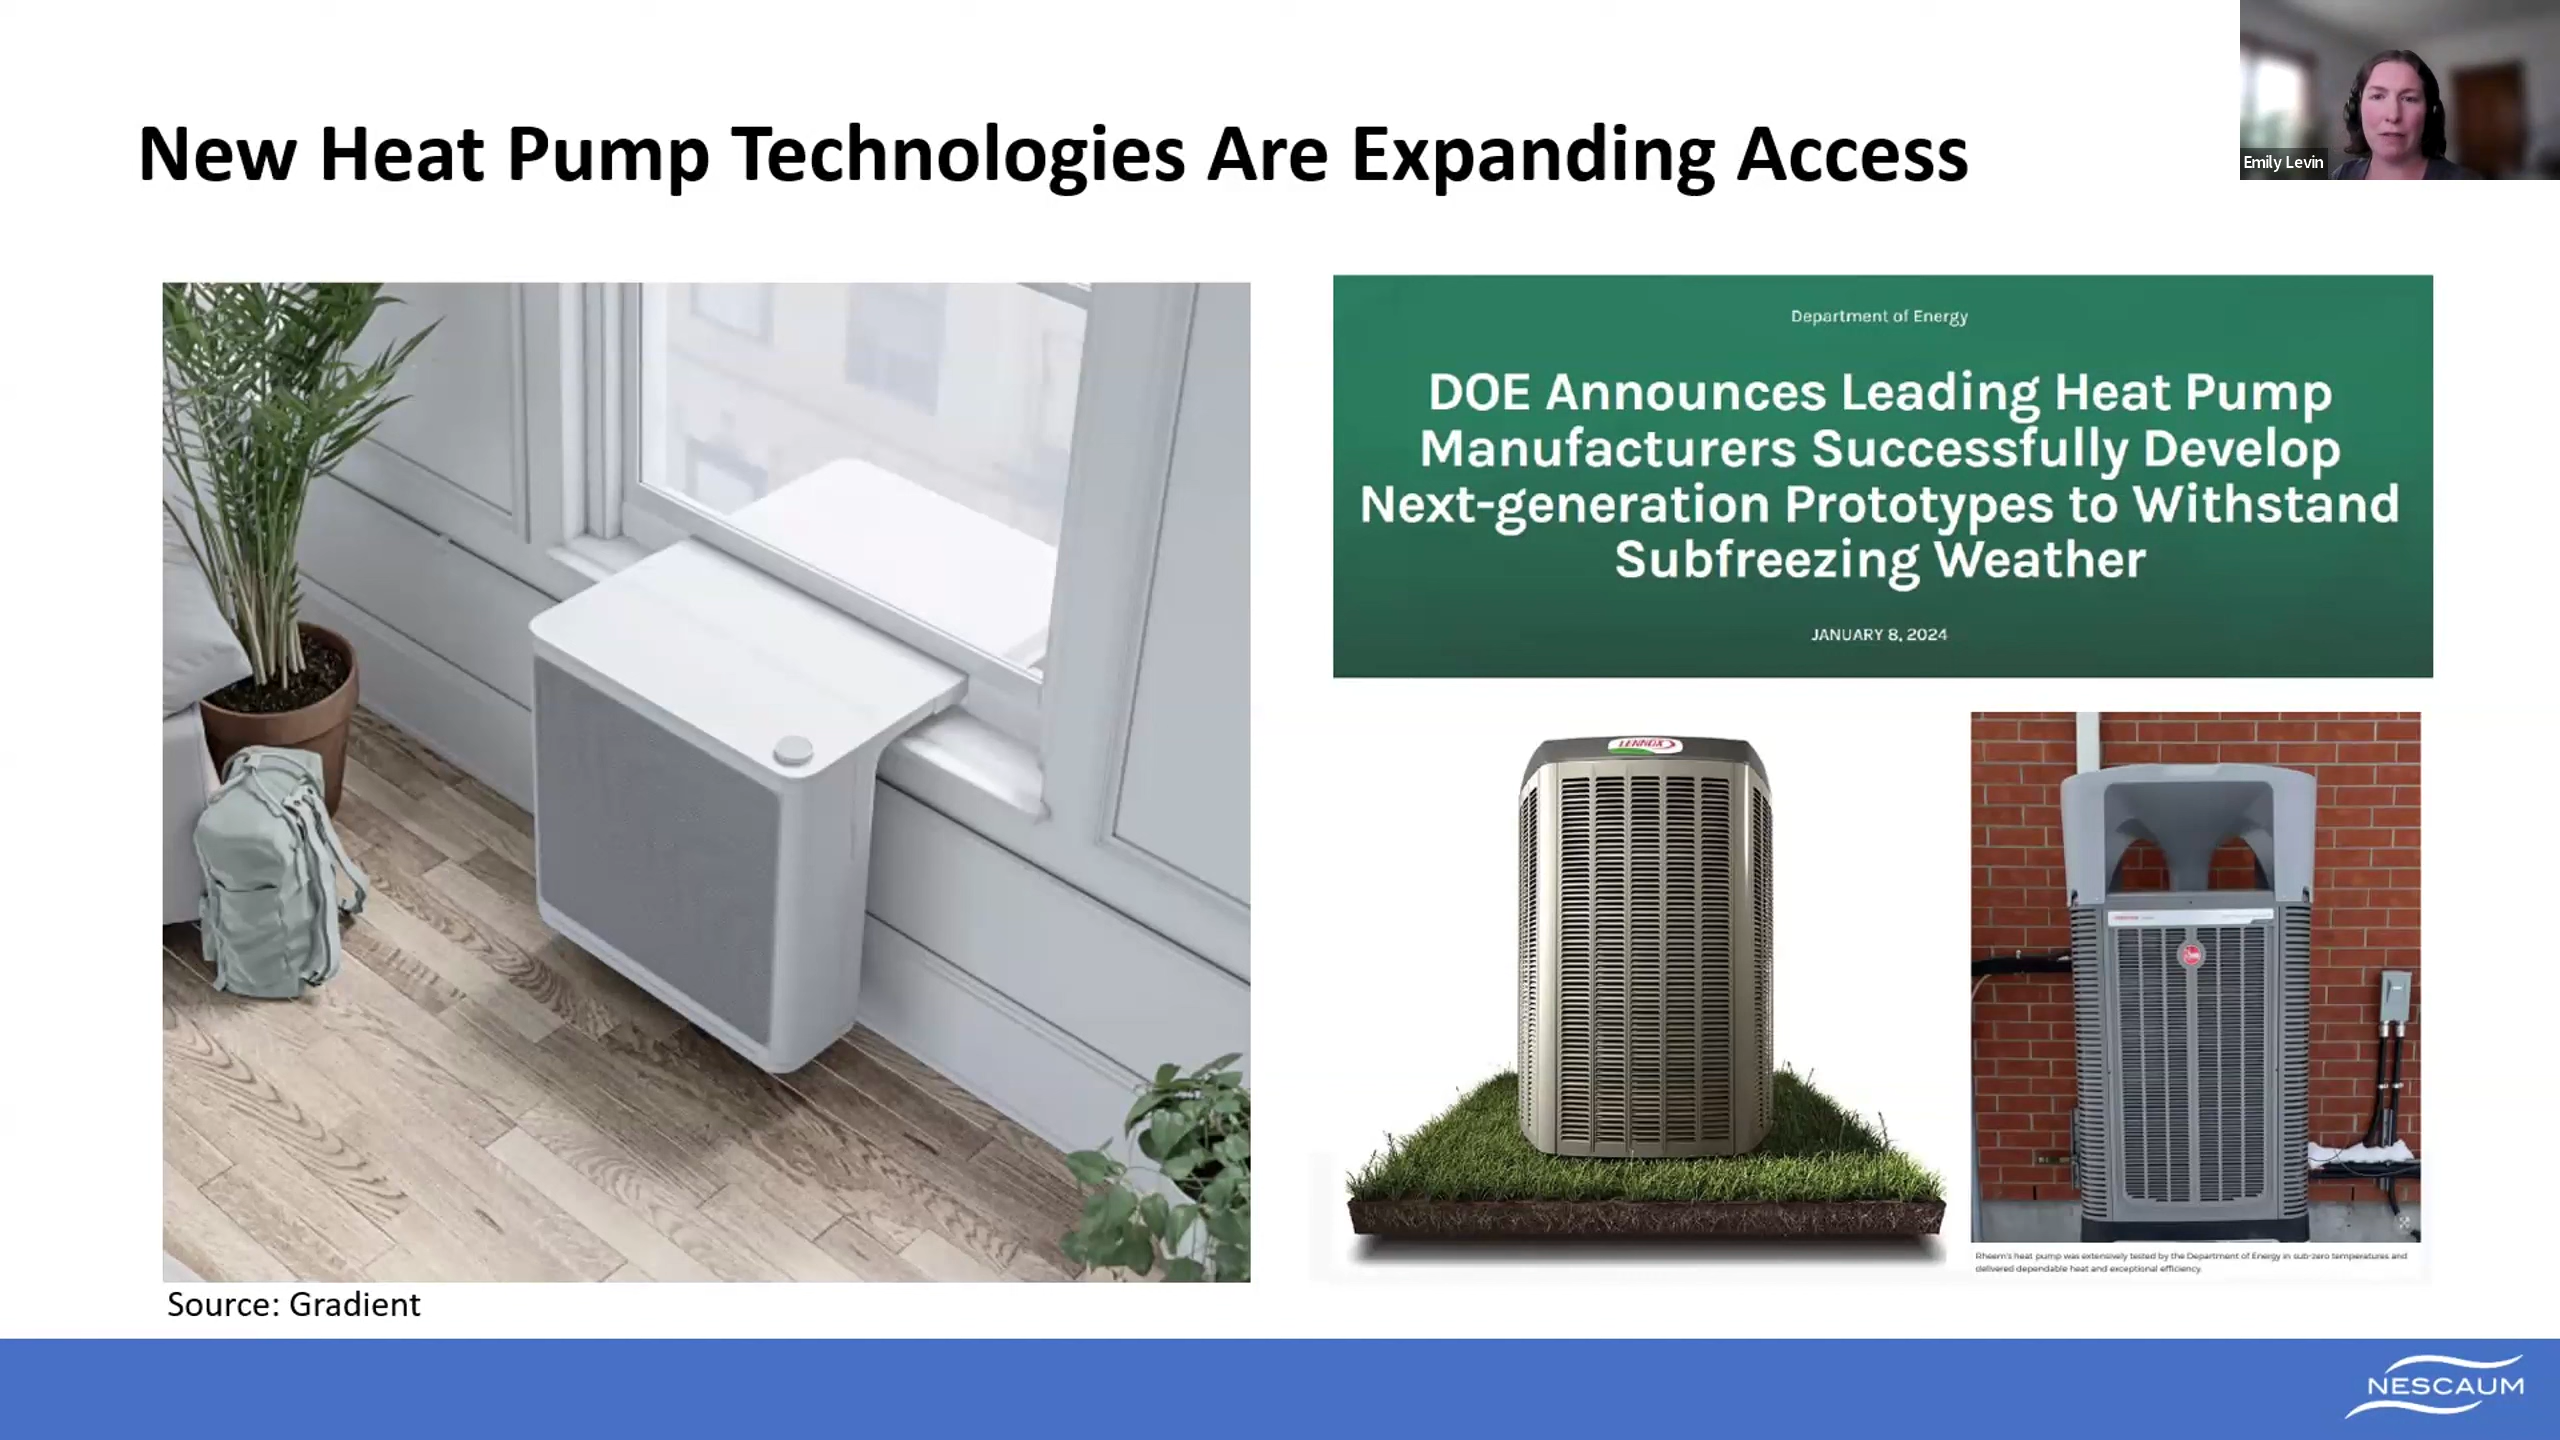 New Heat Pump Technologies Are Expanding Access
Emily Levin
Department of Energy
DOE Announces Leading Heat Pump
Manufacturers Successfully Develop
Next-generation Prototypes to Withstand
Subfreezing Weather
JANUARY 8, 2024
LENNOX
Rheem's heat pump was extensively tested by the Department of Energy in sub-zero temperatures and
delivered dependable heat and exceptional efficiency.
Source: Gradient
NESCAUM